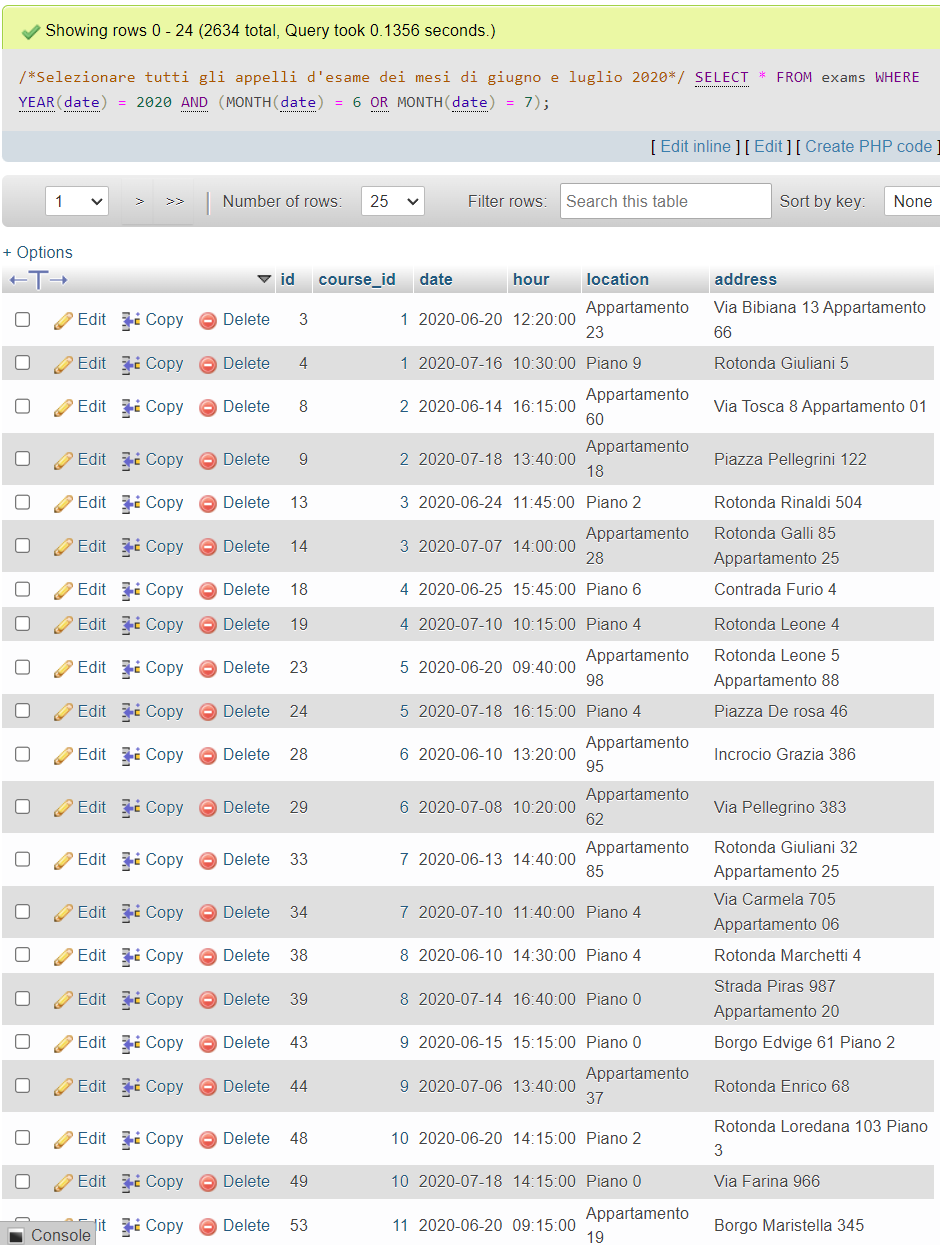 Showing rows 0 - 24 (2634 total, Query took 0.1356 seconds.)
/*Selezionare tutti gli appelli d'esame dei mesi di giugno e luglio 2020*/ SELECT * FROM exams WHERE
YEAR(date) = 2020 AND (MONTH(date) = 6 OR MONTH(date) = 7);
[ Edit inline ] [ Edit ] [ Create PHP code ]
1 > >> | Number of rows: 25 Filter rows: Search this table Sort by key: None
+ Options
←T→ id course_id date hour location address
Edit Copy Delete 3 1 2020-06-20 12:20:00 Appartamento 23 Via Bibiana 13 Appartamento 66
Edit Copy Delete 4 1 2020-07-16 10:30:00 Piano 9 Rotonda Giuliani 5
Edit Copy Delete 8 2 2020-06-14 16:15:00 Appartamento 60 Via Tosca 8 Appartamento 01
Edit Copy Delete 9 2 2020-07-18 13:40:00 Appartamento 18 Piazza Pellegrini 122
Edit Copy Delete 13 3 2020-06-24 11:45:00 Piano 2 Rotonda Rinaldi 504
Edit Copy Delete 14 3 2020-07-07 14:00:00 Appartamento 28 Rotonda Galli 85 Appartamento 25
Edit Copy Delete 18 4 2020-06-25 15:45:00 Piano 6 Contrada Furio 4
Edit Copy Delete 19 4 2020-07-10 10:15:00 Piano 4 Rotonda Leone 4
Edit Copy Delete 23 5 2020-06-20 09:40:00 Appartamento 98 Rotonda Leone 5 Appartamento 88
Edit Copy Delete 24 5 2020-07-18 16:15:00 Piano 4 Piazza De rosa 46
Edit Copy Delete 28 6 2020-06-10 13:20:00 Appartamento 95 Incrocio Grazia 386
Edit Copy Delete 29 6 2020-07-08 10:20:00 Appartamento 62 Via Pellegrino 383
Edit Copy Delete 33 7 2020-06-13 14:40:00 Appartamento 85 Rotonda Giuliani 32 Appartamento 25
Edit Copy Delete 34 7 2020-07-10 11:40:00 Piano 4 Via Carmela 705 Appartamento 06
Edit Copy Delete 38 8 2020-06-10 14:30:00 Piano 4 Rotonda Marchetti 4
Edit Copy Delete 39 8 2020-07-14 16:40:00 Piano 0 Strada Piras 987 Appartamento 20
Edit Copy Delete 43 9 2020-06-15 15:15:00 Piano 0 Borgo Edvige 61 Piano 2
Edit Copy Delete 44 9 2020-07-06 13:40:00 Appartamento 37 Rotonda Enrico 68
Edit Copy Delete 48 10 2020-06-20 14:15:00 Piano 2 Rotonda Loredana 103 Piano 3
Edit Copy Delete 49 10 2020-07-18 14:15:00 Piano 0 Via Farina 966
Copy Delete 53 11 2020-06-20 09:15:00 Appartamento 19 Borgo Maristella 345
Console